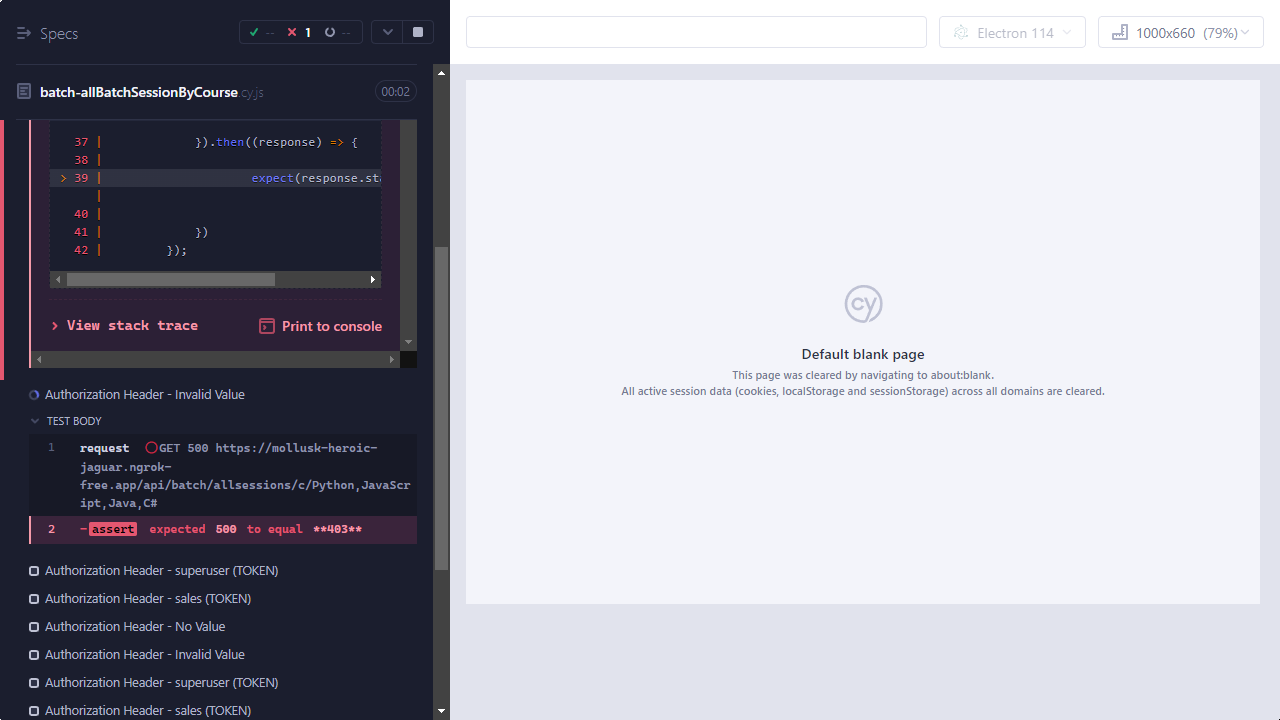 Specs
-- 1 --
Electron 114
1000x660 (79%)
batch-allBatchSessionByCourse.cy.js
00:02
37 | }).then((response) => {
38 |
> 39 | expect(response.sta
|
40 |
41 | })
42 | });
View stack trace
Print to console
Authorization Header - Invalid Value
TEST BODY
1 request GET 500 https://mollusk-heroic-
jaguar.ngrok-
free.app/api/batch/allsessions/c/Python,JavaScr
ipt,Java,C#
2 -assert expected 500 to equal **403**
Authorization Header - superuser (TOKEN)
Authorization Header - sales (TOKEN)
Authorization Header - No Value
Authorization Header - Invalid Value
Authorization Header - superuser (TOKEN)
Authorization Header - sales (TOKEN)
cy
Default blank page
This page was cleared by navigating to about:blank.
All active session data (cookies, localStorage and sessionStorage) across all domains are cleared.